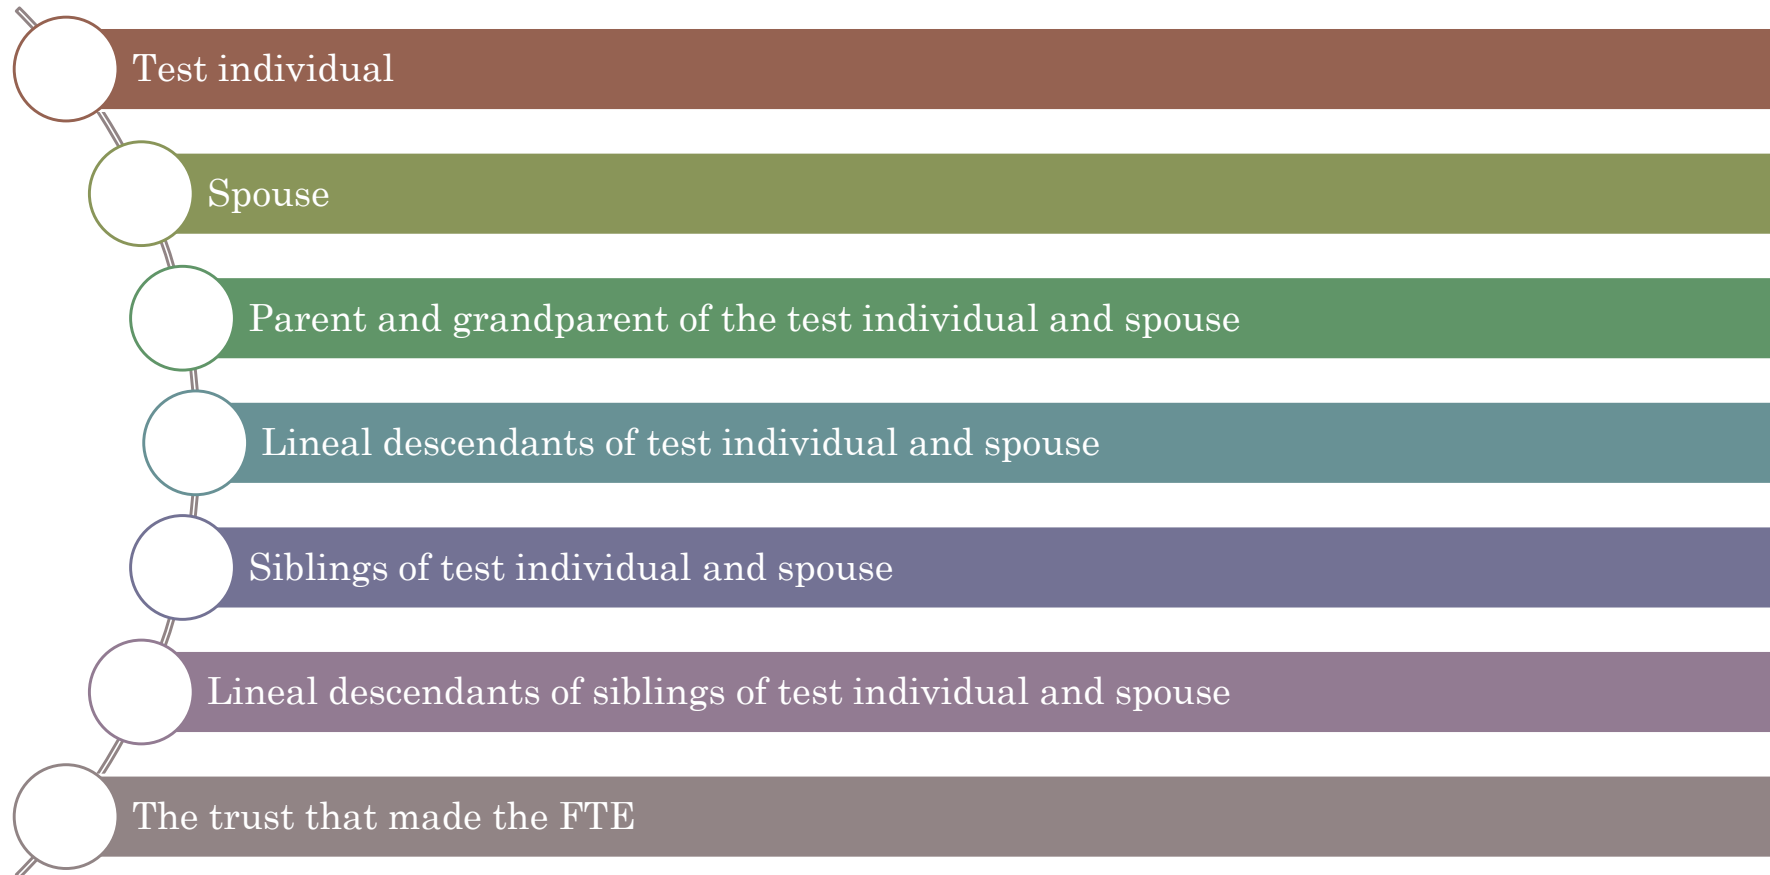 Test individual
Spouse
Parent and grandparent of the test individual and spouse
Lineal descendants of test individual and spouse
Siblings of test individual and spouse
Lineal descendants of siblings of test individual and spouse
The trust that made the FTE